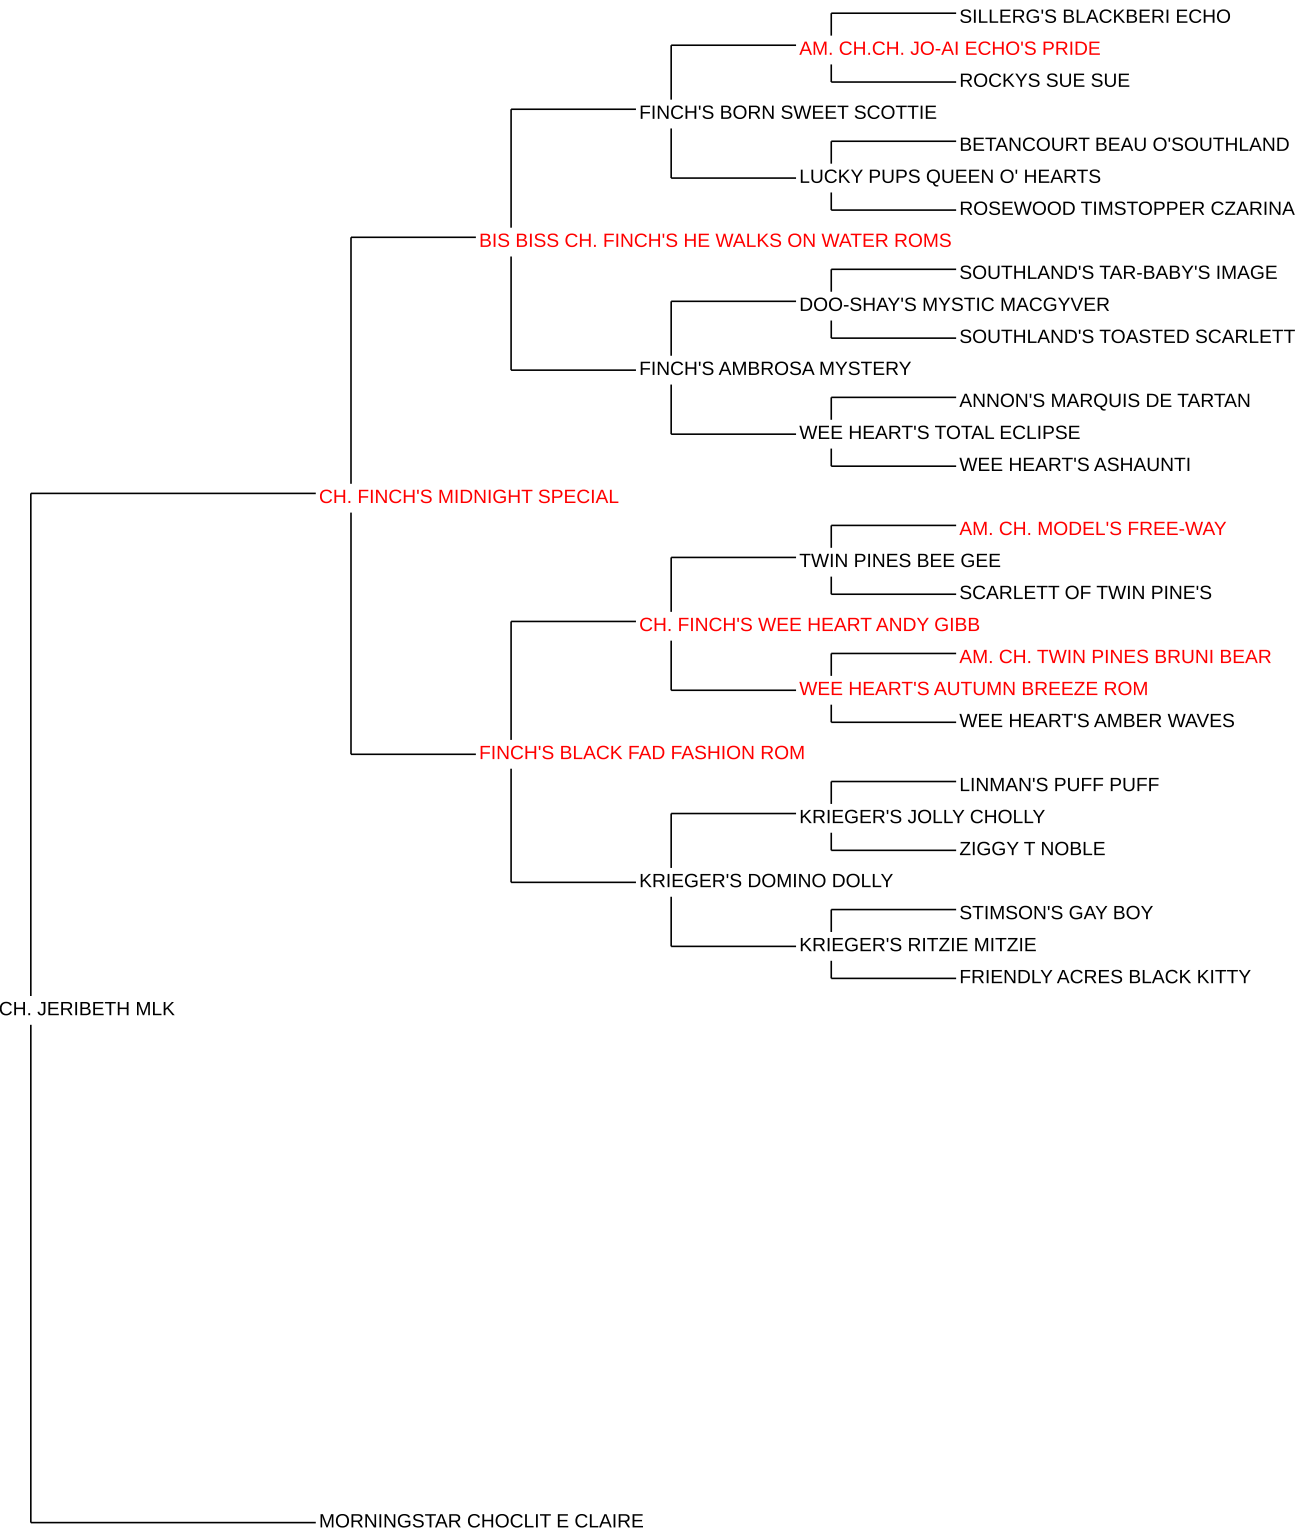 SILLERG'S BLACKBERI ECHO
AM. CH.CH. JO-AI ECHO'S PRIDE
ROCKYS SUE SUE
FINCH'S BORN SWEET SCOTTIE
BETANCOURT BEAU O'SOUTHLAND
LUCKY PUPS QUEEN O' HEARTS
ROSEWOOD TIMSTOPPER CZARINA
BIS BISS CH. FINCH'S HE WALKS ON WATER ROMS
SOUTHLAND'S TAR-BABY'S IMAGE
DOO-SHAY'S MYSTIC MACGYVER
SOUTHLAND'S TOASTED SCARLETT
FINCH'S AMBROSA MYSTERY
ANNON'S MARQUIS DE TARTAN
WEE HEART'S TOTAL ECLIPSE
WEE HEART'S ASHAUNTI
CH. FINCH'S MIDNIGHT SPECIAL
AM. CH. MODEL'S FREE-WAY
TWIN PINES BEE GEE
SCARLETT OF TWIN PINE'S
CH. FINCH'S WEE HEART ANDY GIBB
AM. CH. TWIN PINES BRUNI BEAR
WEE HEART'S AUTUMN BREEZE ROM
WEE HEART'S AMBER WAVES
FINCH'S BLACK FAD FASHION ROM
LINMAN'S PUFF PUFF
KRIEGER'S JOLLY CHOLLY
ZIGGY T NOBLE
KRIEGER'S DOMINO DOLLY
STIMSON'S GAY BOY
KRIEGER'S RITZIE MITZIE
FRIENDLY ACRES BLACK KITTY
CH. JERIBETH MLK
MORNINGSTAR CHOCLIT E CLAIRE